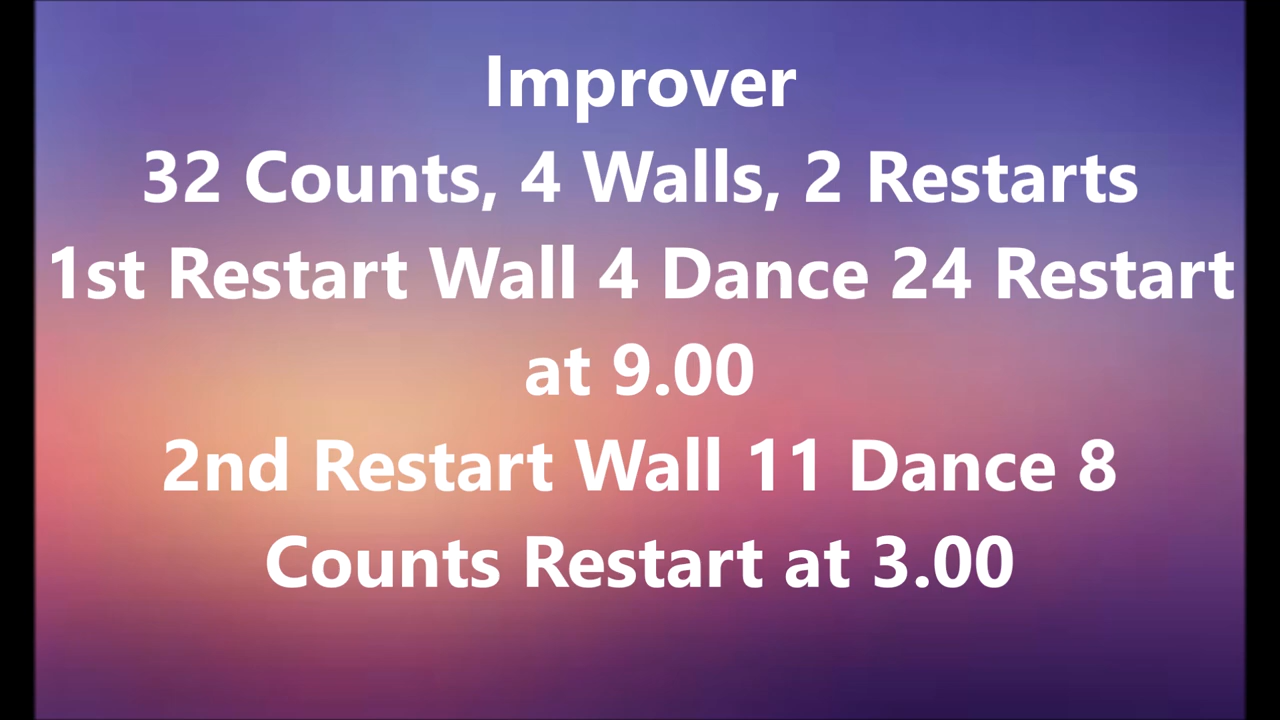 Improver
32 Counts, 4 Walls, 2 Restarts
1st Restart Wall 4 Dance 24 Restart
at 9.00
2nd Restart Wall 11 Dance 8
Counts Restart at 3.00